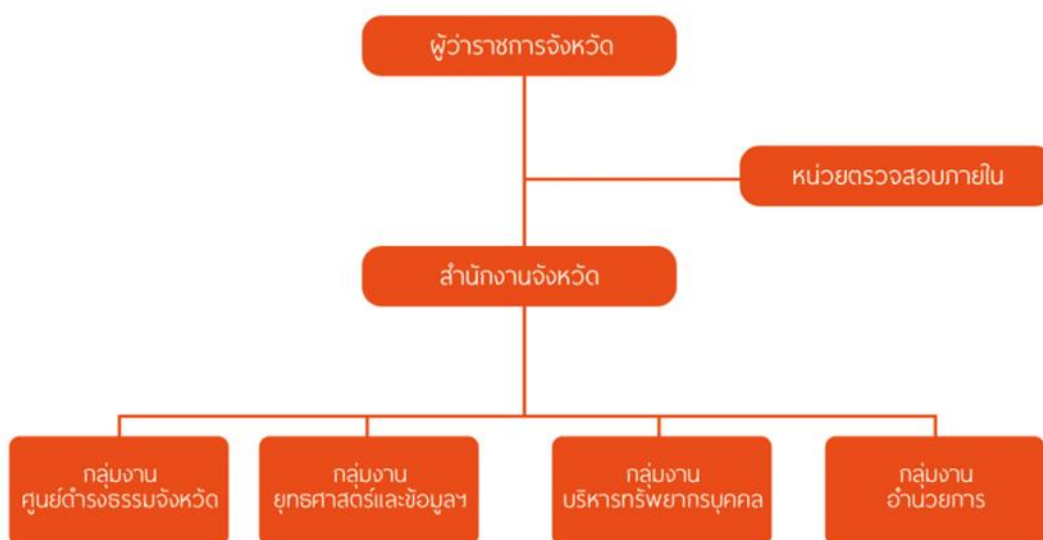 ผู้ว่าราชการจังหวัด
หน่วยตรวจสอบภายใน
สำนักงานจังหวัด
กลุ่มงาน
ศูนย์ดำรงธรรมจังหวัด
กลุ่มงาน
ยุทธศาสตร์และข้อมูลฯ
กลุ่มงาน
บริหารทรัพยากรบุคคล
กลุ่มงาน
อำนวยการ